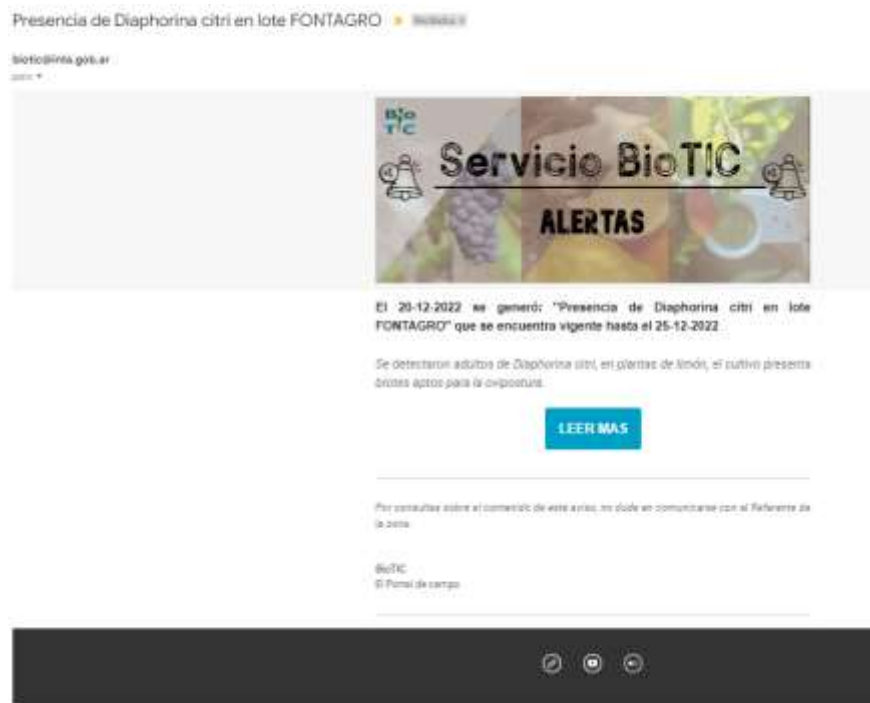 Presencia de Diaphorina citri en lote FONTAGRO
biotic@inta.gob.ar
para
BioTIC
Servicio BioTIC
ALERTAS
El 20-12-2022 se generó: "Presencia de Diaphorina citri en lote
FONTAGRO" que se encuentra vigente hasta el 25-12-2022
Se detectaron adultos de Diaphorina citri, en plantas de limón, el cultivo presenta
brotes aptos para la ovipostura.
LEER MAS
Por consultas sobre el contenido de este aviso, no dude en comunicarse con el Referente de
la zona.
BioTIC
El Portal de campo